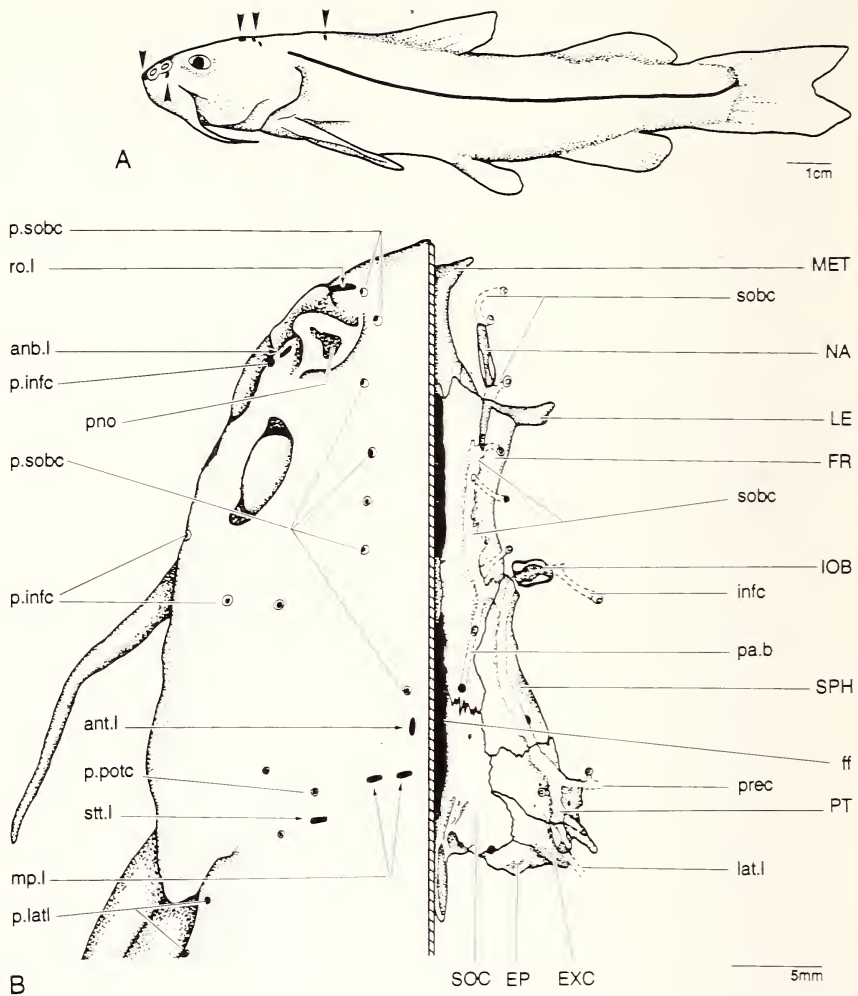 A
1cm
p.sobc
ro.l
anb.l
p.infc
pno
p.sobc
p.infc
ant.l
p.potc
stt.l
mp.l
p.latl
B
MET
sobc
NA
LE
FR
sobc
IOB
infc
pa.b
SPH
ff
prec
PT
lat.l
SOC EP EXC
5mm